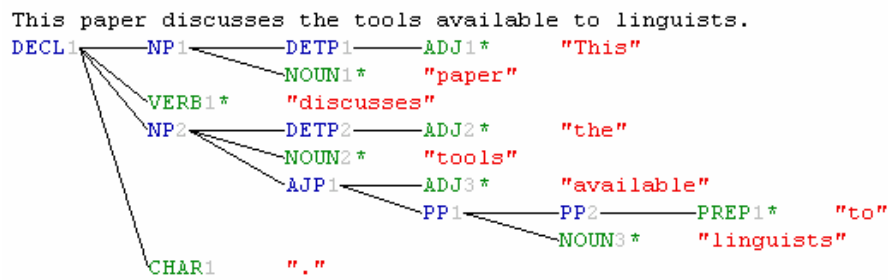 This paper discusses the tools available to linguists.
DECL1 NP1 DETP1 ADJ1* "This"
NOUN1* "paper"
VERB1* "discusses"
NP2 DETP2 ADJ2* "the"
NOUN2* "tools"
AJP1 ADJ3* "available"
PP1 PP2 PREP1* "to"
NOUN3* "linguists"
CHAR1 "."